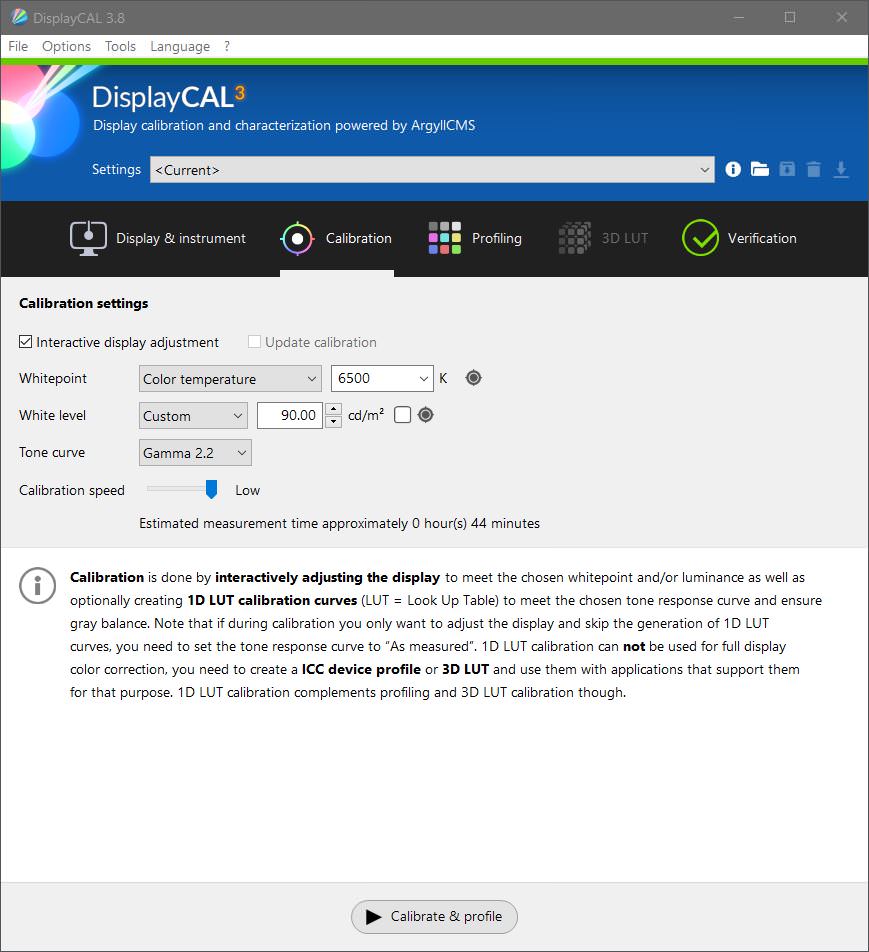 DisplayCAL 3.8
File Options Tools Language ?
DisplayCAL3
Display calibration and characterization powered by ArgyllCMS
Settings <Current>
Display & instrument Calibration Profiling 3D LUT Verification
Calibration settings
Interactive display adjustment Update calibration
Whitepoint Color temperature 6500 K
White level Custom 90.00 cd/m²
Tone curve Gamma 2.2
Calibration speed Low
Estimated measurement time approximately 0 hour(s) 44 minutes
Calibration is done by interactively adjusting the display to meet the chosen whitepoint and/or luminance as well as
optionally creating 1D LUT calibration curves (LUT = Look Up Table) to meet the chosen tone response curve and ensure
gray balance. Note that if during calibration you only want to adjust the display and skip the generation of 1D LUT
curves, you need to set the tone response curve to “As measured”. 1D LUT calibration can not be used for full display
color correction, you need to create a ICC device profile or 3D LUT and use them with applications that support them
for that purpose. 1D LUT calibration complements profiling and 3D LUT calibration though.
Calibrate & profile